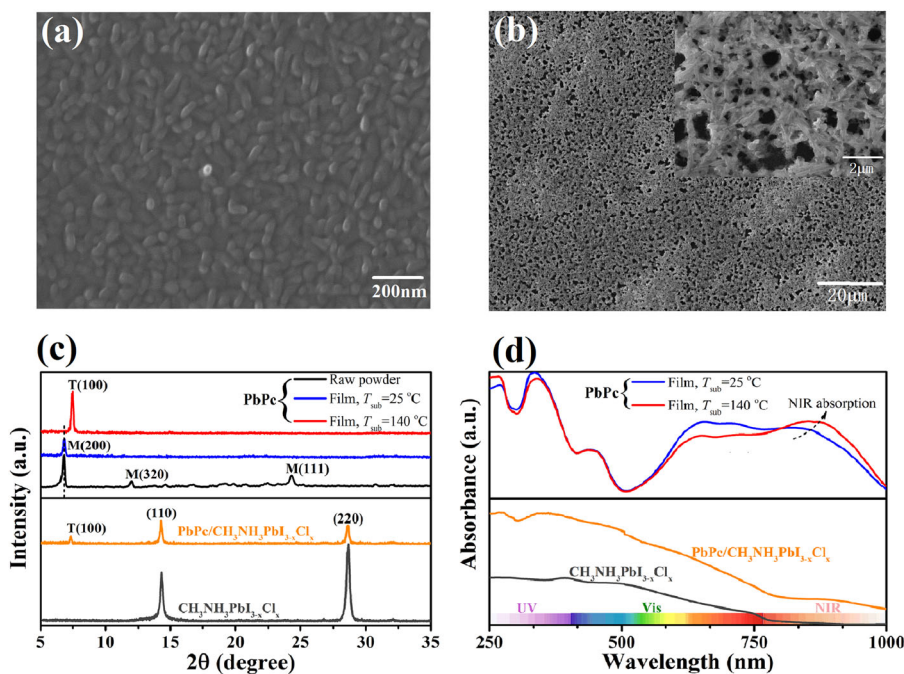 (a)
200nm
(b)
2μm
20μm
(c)
Intensity (a.u.)
T(100)
PbPc
Raw powder
Film, Tsub=25 °C
Film, Tsub=140 °C
M(200)
M(320)
M(111)
T(100)
(110)
(220)
PbPc/CH3NH3PbI3-xClx
CH3NH3PbI3-xClx
5 10 15 20 25 30 35
2θ (degree)
(d)
Absorbance (a.u.)
PbPc
Film, Tsub=25 °C
Film, Tsub=140 °C
NIR absorption
PbPc/CH3NH3PbI3-xClx
CH3NH3PbI3-xClx
UV Vis NIR
250 500 750 1000
Wavelength (nm)